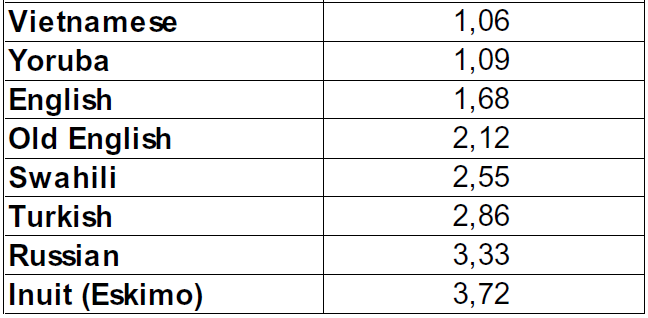 Vietnamese 1,06
Yoruba 1,09
English 1,68
Old English 2,12
Swahili 2,55
Turkish 2,86
Russian 3,33
Inuit (Eskimo) 3,72